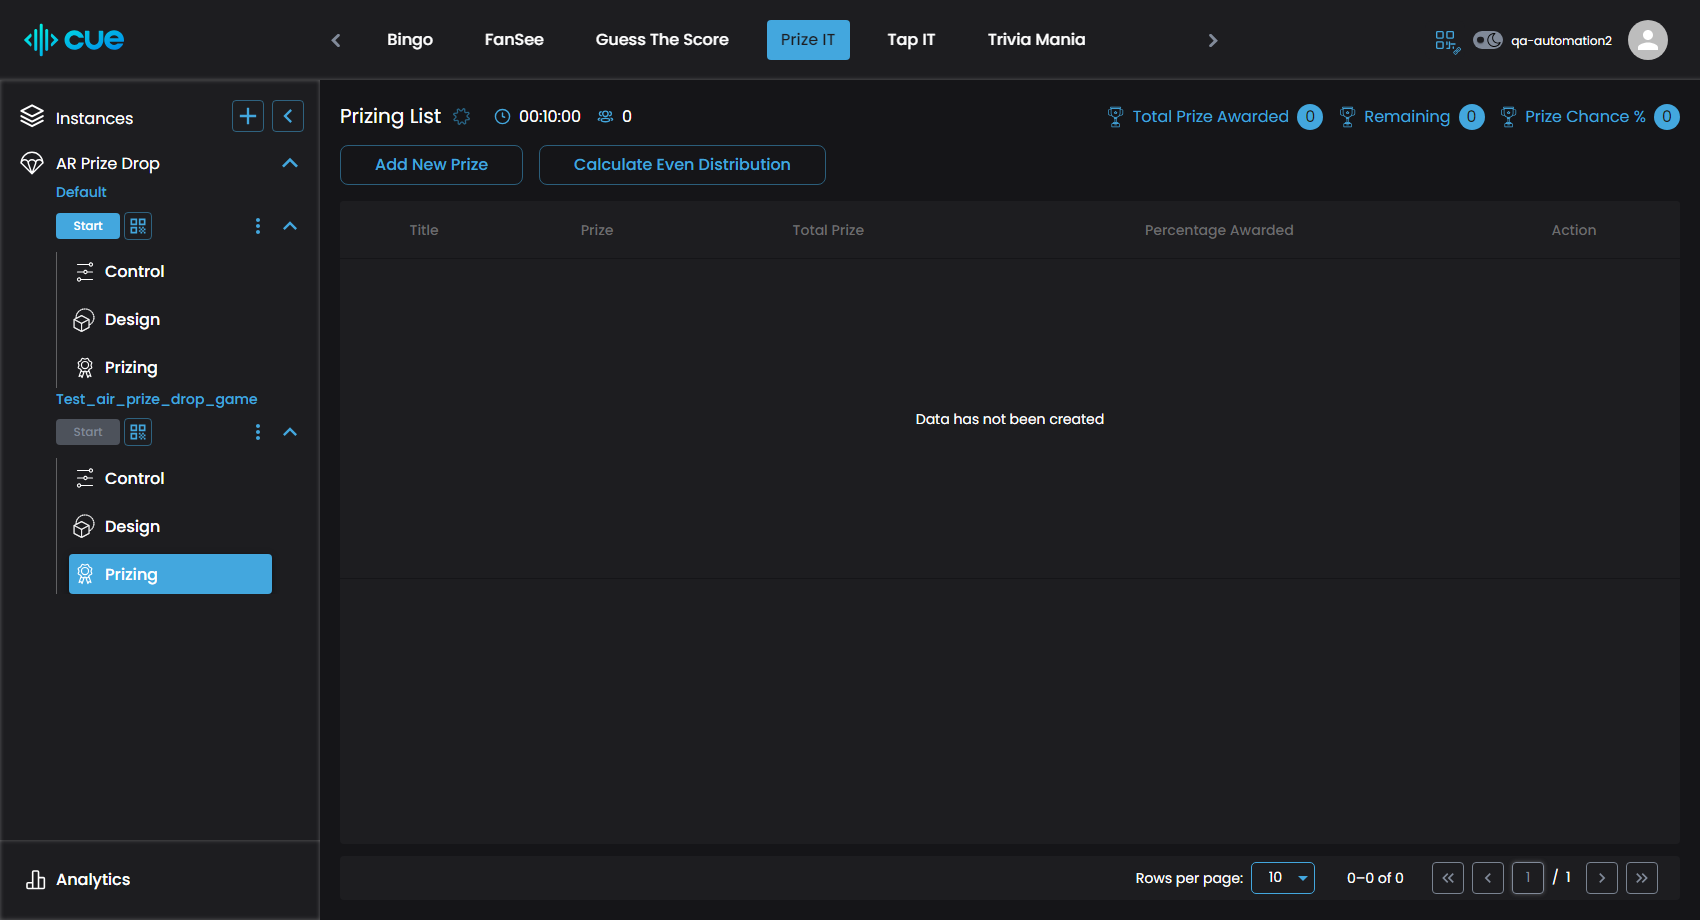 cue
Bingo
FanSee
Guess The Score
Prize IT
Tap IT
Trivia Mania
qa-automation2
Instances
AR Prize Drop
Default
Start
Control
Design
Prizing
Test_air_prize_drop_game
Start
Control
Design
Prizing
Analytics
Prizing List
00:10:00
0
Total Prize Awarded 0
Remaining 0
Prize Chance % 0
Add New Prize
Calculate Even Distribution
Title Prize Total Prize Percentage Awarded Action
Data has not been created
Rows per page: 10 0–0 of 0 1 / 1